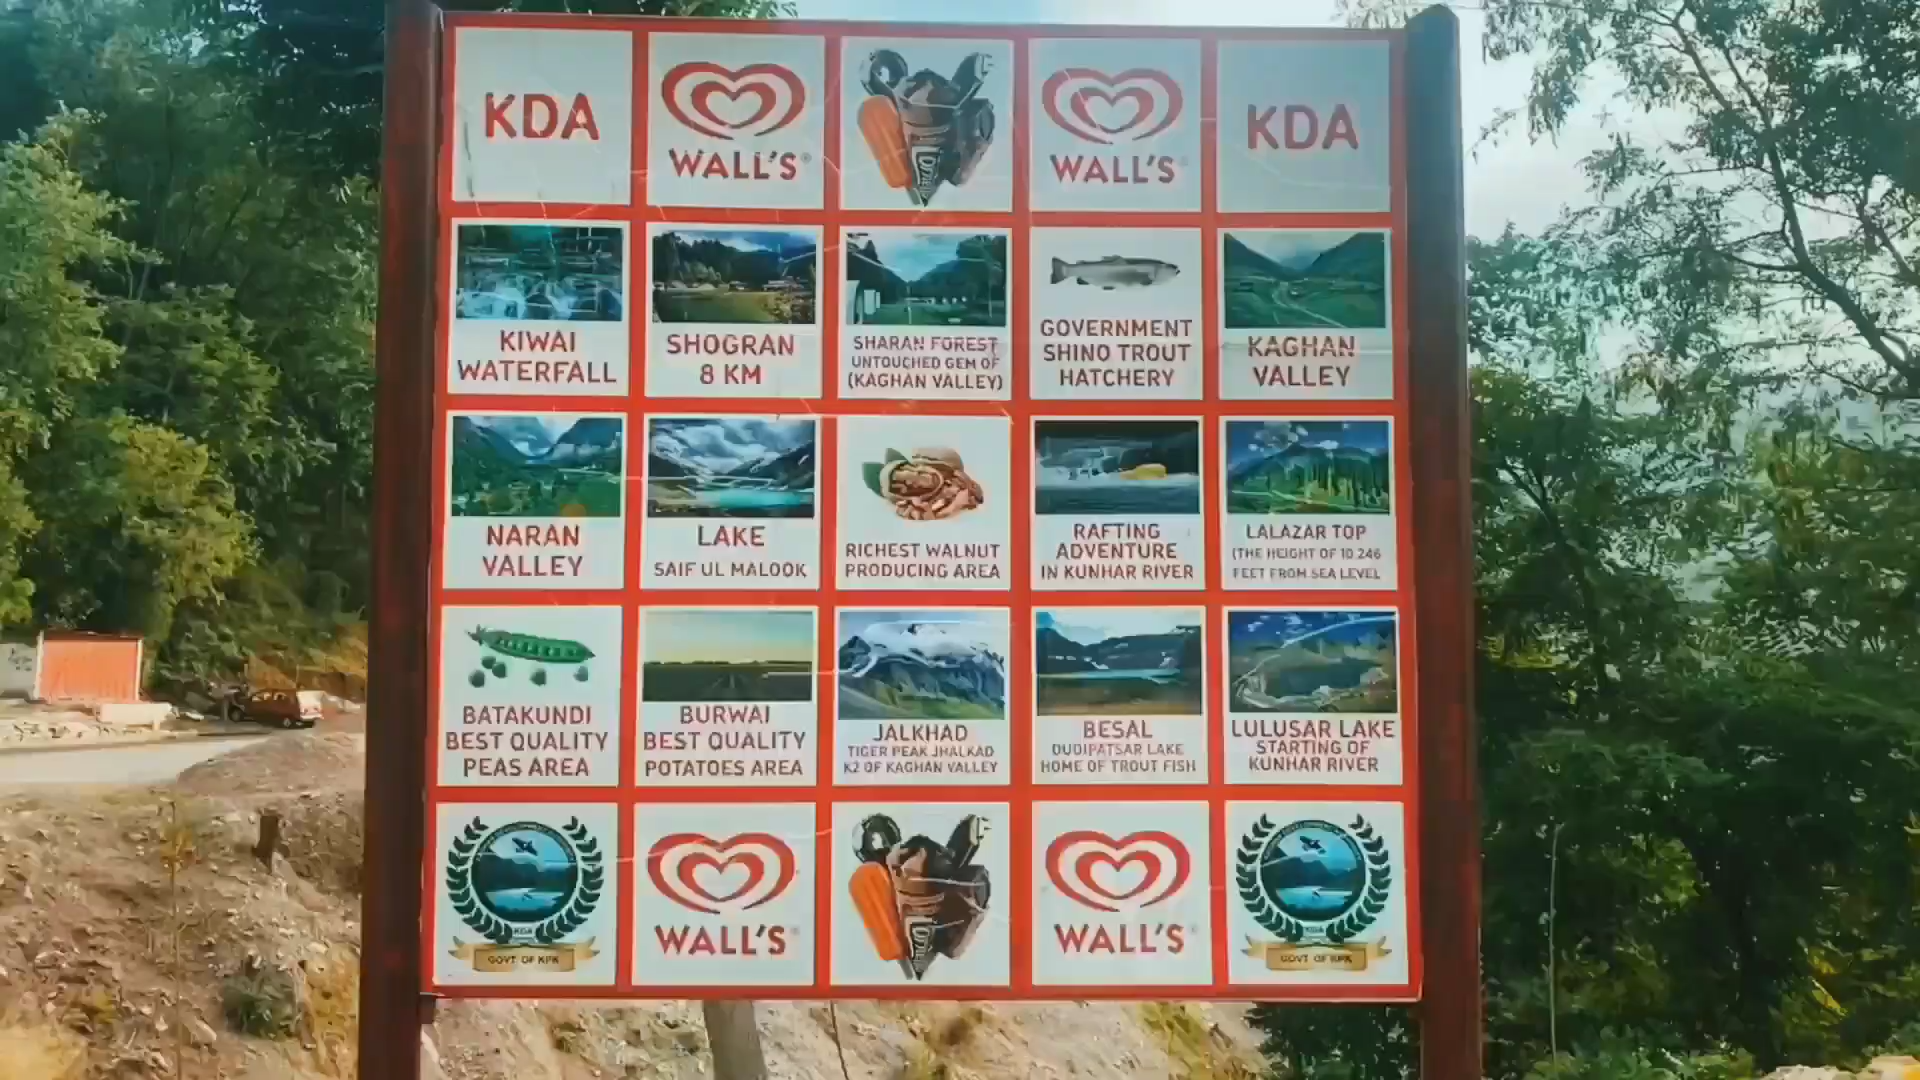 KDA
WALL'S
WALL'S
KDA
KIWAI
WATERFALL
SHOGRAN
8 KM
SHARAN FOREST
UNTOUCHED GEM OF
(KAGHAN VALLEY)
GOVERNMENT
SHINO TROUT
HATCHERY
KAGHAN
VALLEY
NARAN
VALLEY
LAKE
SAIF UL MALOOK
RICHEST WALNUT
PRODUCING AREA
RAFTING
ADVENTURE
IN KUNHAR RIVER
LALAZAR TOP
(THE HEIGHT OF 10 246
FEET FROM SEA LEVEL
BATAKUNDI
BEST QUALITY
PEAS AREA
BURWAI
BEST QUALITY
POTATOES AREA
JALKHAD
TIGER PEAK JHALKAD
K2 OF KAGHAN VALLEY
BESAL
DUDIPATSAR LAKE
HOME OF TROUT FISH
LULUSAR LAKE
STARTING OF
KUNHAR RIVER
KDA
GOVT OF KPK
WALL'S
WALL'S
KDA
GOVT OF KPK